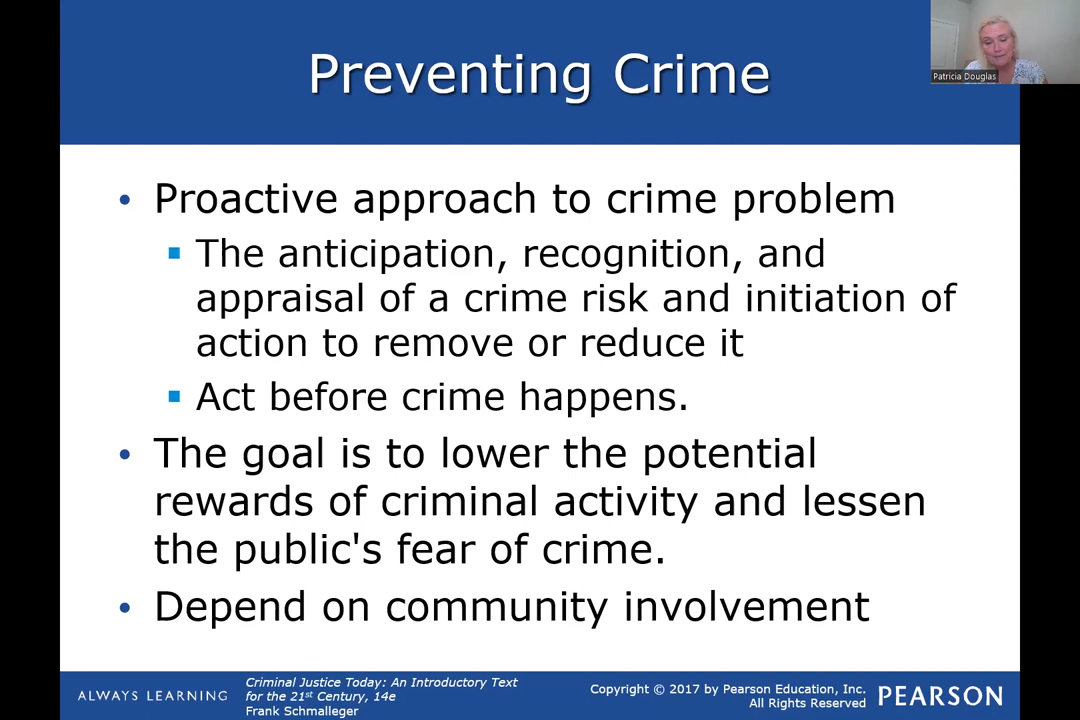 Preventing Crime
Patricia Douglas
• Proactive approach to crime problem
▪ The anticipation, recognition, and
appraisal of a crime risk and initiation of
action to remove or reduce it
▪ Act before crime happens.
• The goal is to lower the potential
rewards of criminal activity and lessen
the public's fear of crime.
• Depend on community involvement
ALWAYS LEARNING
Criminal Justice Today: An Introductory Text
for the 21st Century, 14e
Frank Schmalleger
Copyright © 2017 by Pearson Education, Inc.
All Rights Reserved
PEARSON